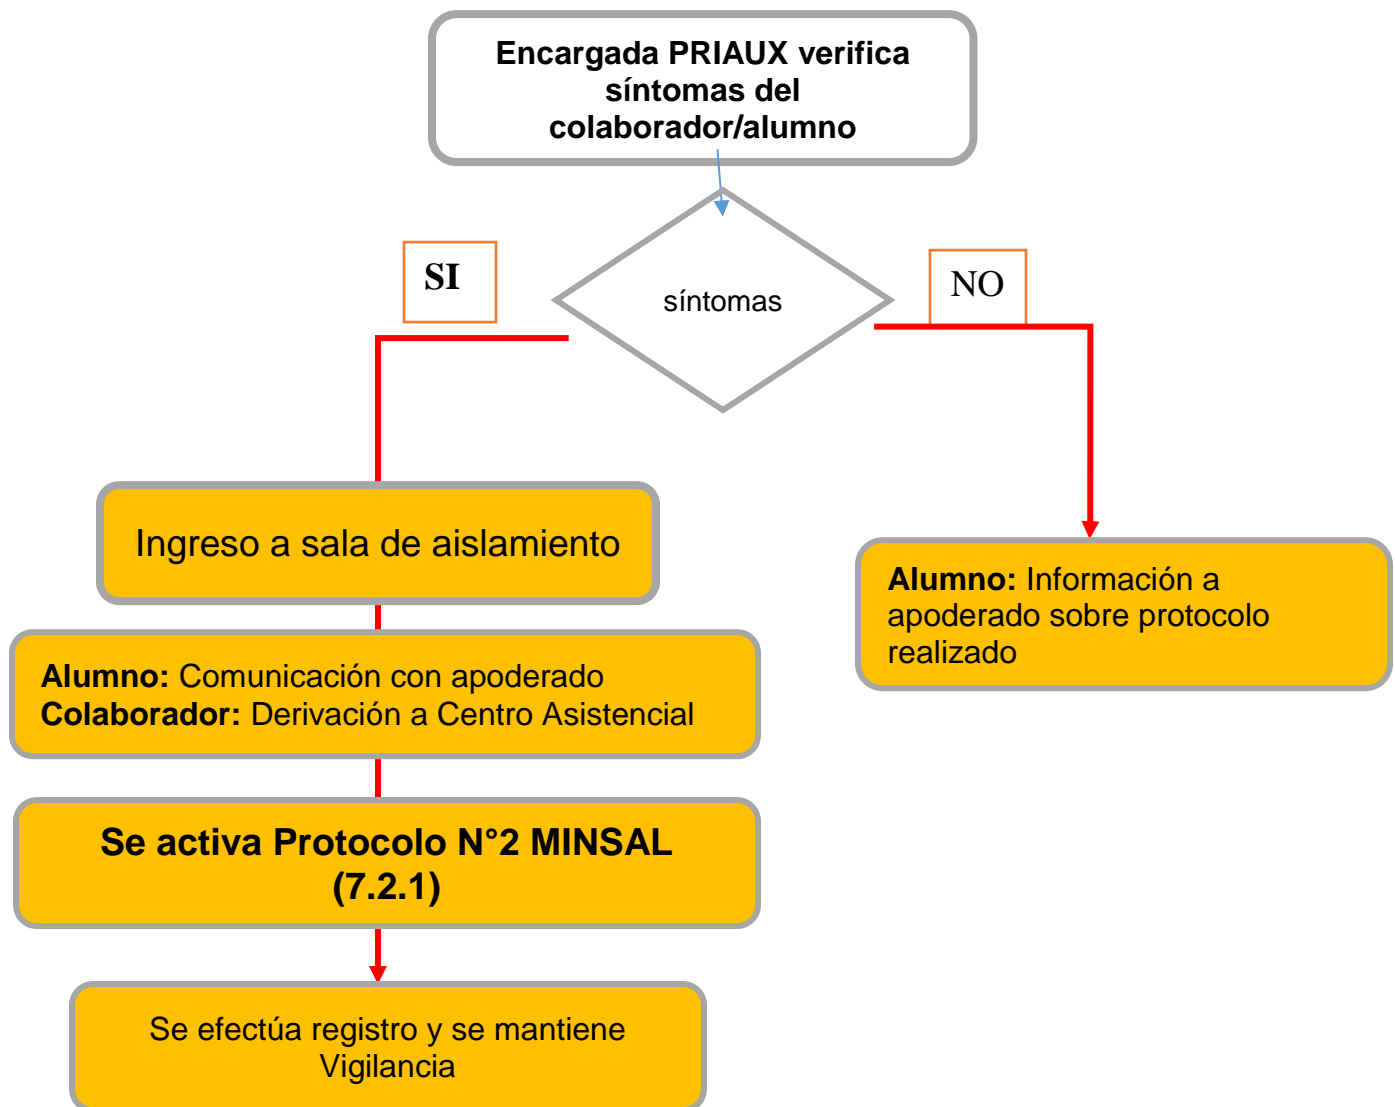 Encargada PRIAUX verifica
síntomas del
colaborador/alumno
SI
síntomas
NO
Ingreso a sala de aislamiento
Alumno: Información a
apoderado sobre protocolo
realizado
Alumno: Comunicación con apoderado
Colaborador: Derivación a Centro Asistencial
Se activa Protocolo N°2 MINSAL
(7.2.1)
Se efectúa registro y se mantiene
Vigilancia